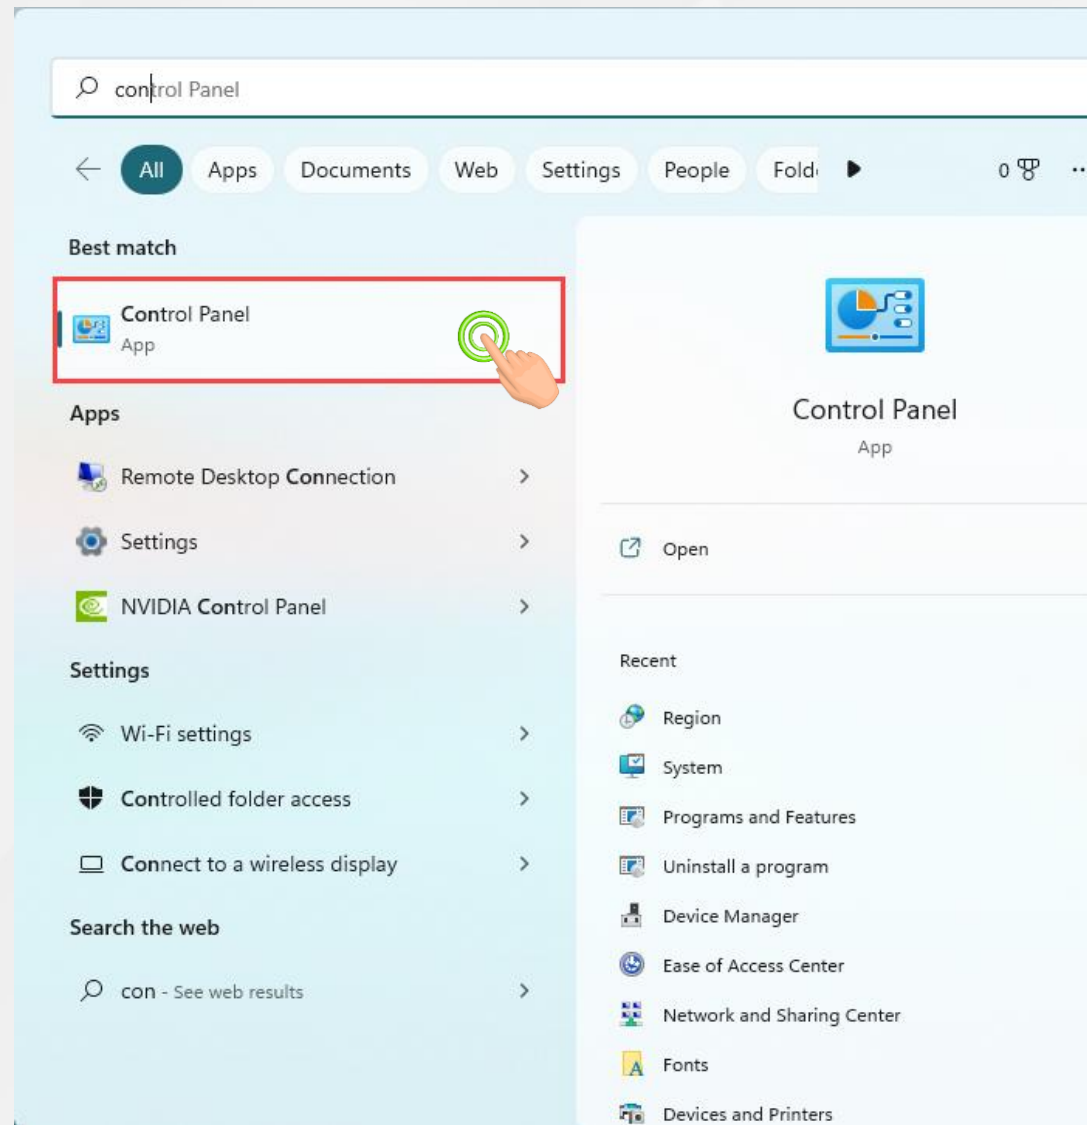 control Panel
All Apps Documents Web Settings People Fold
0
Best match
Control Panel
App
Apps
Remote Desktop Connection
Settings
NVIDIA Control Panel
Settings
Wi-Fi settings
Controlled folder access
Connect to a wireless display
Search the web
con - See web results
Control Panel
App
Open
Recent
Region
System
Programs and Features
Uninstall a program
Device Manager
Ease of Access Center
Network and Sharing Center
Fonts
Devices and Printers